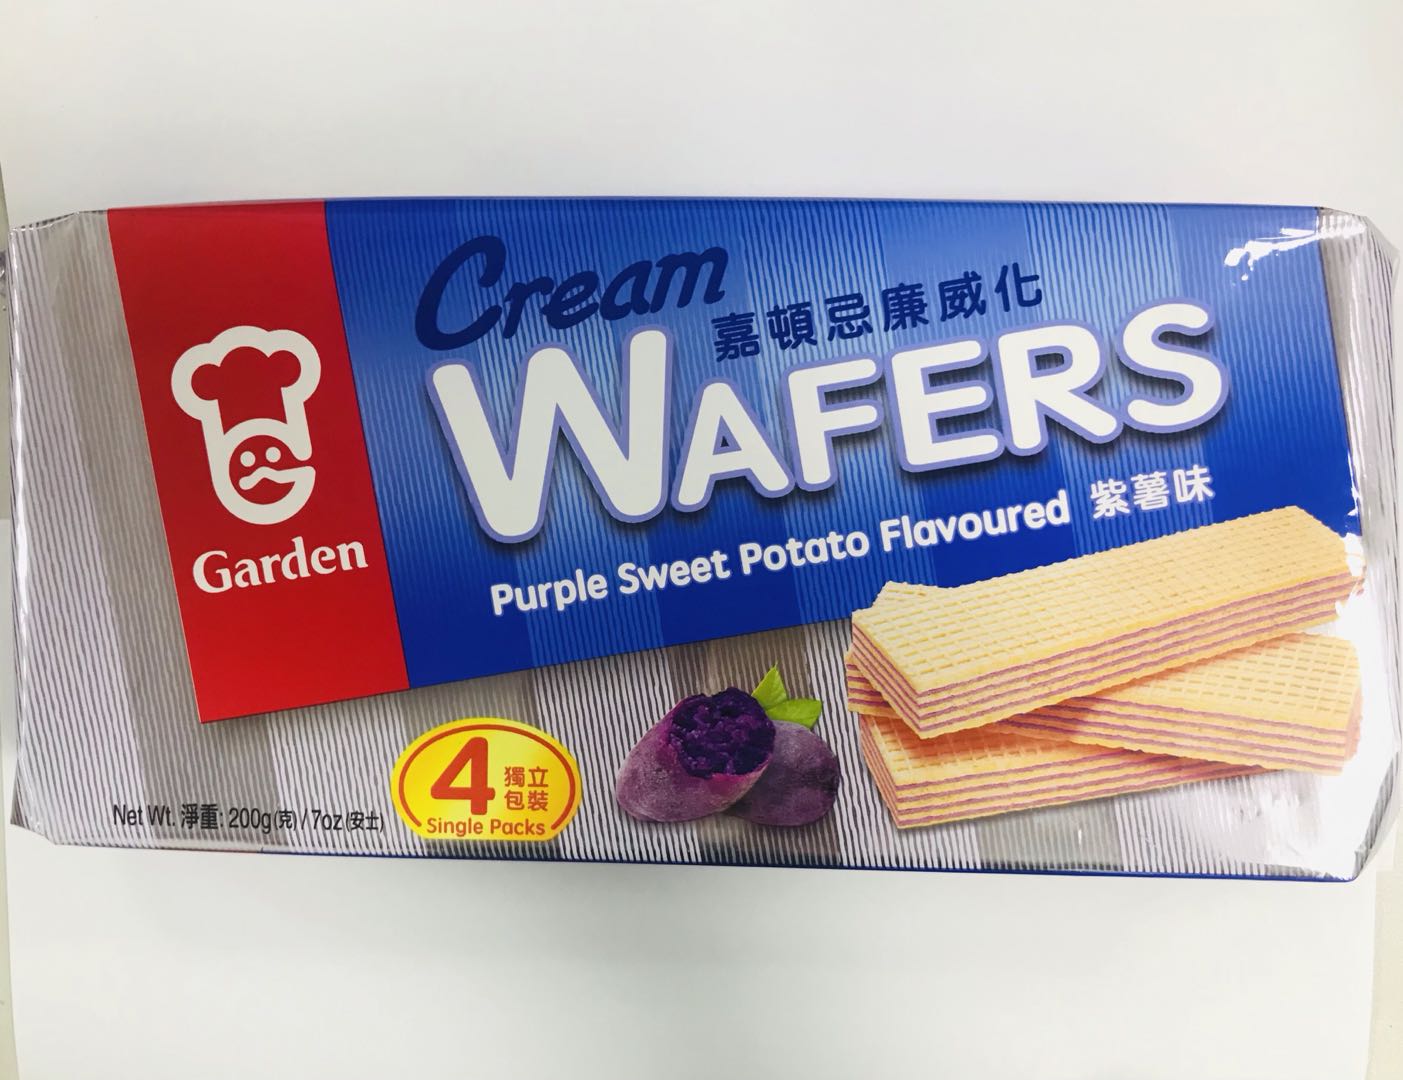 Cream
嘉頓忌廉威化
WAFERS
Purple Sweet Potato Flavoured 紫薯味
Garden
Net Wt. 淨重: 200g(克)/7oz(安士)
4 獨立
包裝
Single Packs